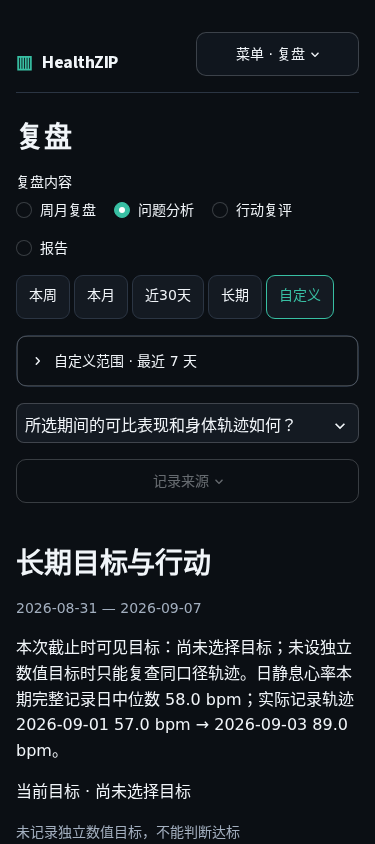 HealthZIP
菜单 · 复盘
复盘
复盘内容
周月复盘 问题分析 行动复评
报告
本周 本月 近30天 长期 自定义
自定义范围 · 最近 7 天
所选期间的可比表现和身体轨迹如何？
记录来源
长期目标与行动
2026-08-31 — 2026-09-07
本次截止时可见目标：尚未选择目标；未设独立
数值目标时只能复查同口径轨迹。日静息心率本
期完整记录日中位数 58.0 bpm；实际记录轨迹
2026-09-01 57.0 bpm → 2026-09-03 89.0
bpm。
当前目标 · 尚未选择目标
未记录独立数值目标，不能判断达标